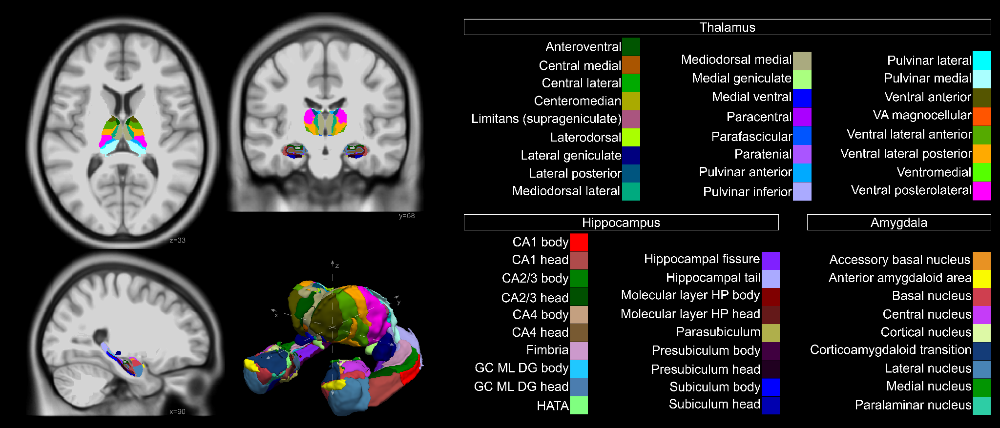 Thalamus
Anteroventral
Central medial
Central lateral
Centeromedian
Limitans (suprageniculate)
Laterodorsal
Lateral geniculate
Lateral posterior
Mediodorsal lateral
Mediodorsal medial
Medial geniculate
Medial ventral
Paracentral
Parafascicular
Paratenial
Pulvinar anterior
Pulvinar inferior
Pulvinar lateral
Pulvinar medial
Ventral anterior
VA magnocellular
Ventral lateral anterior
Ventral lateral posterior
Ventromedial
Ventral posterolateral
y=68
z=33
Hippocampus
CA1 body
CA1 head
CA2/3 body
CA2/3 head
CA4 body
CA4 head
Fimbria
GC ML DG body
GC ML DG head
HATA
Hippocampal fissure
Hippocampal tail
Molecular layer HP body
Molecular layer HP head
Parasubiculum
Presubiculum body
Presubiculum head
Subiculum body
Subiculum head
Amygdala
Accessory basal nucleus
Anterior amygdaloid area
Basal nucleus
Central nucleus
Cortical nucleus
Corticoamygdaloid transition
Lateral nucleus
Medial nucleus
Paralaminar nucleus
z
y
x
x=90